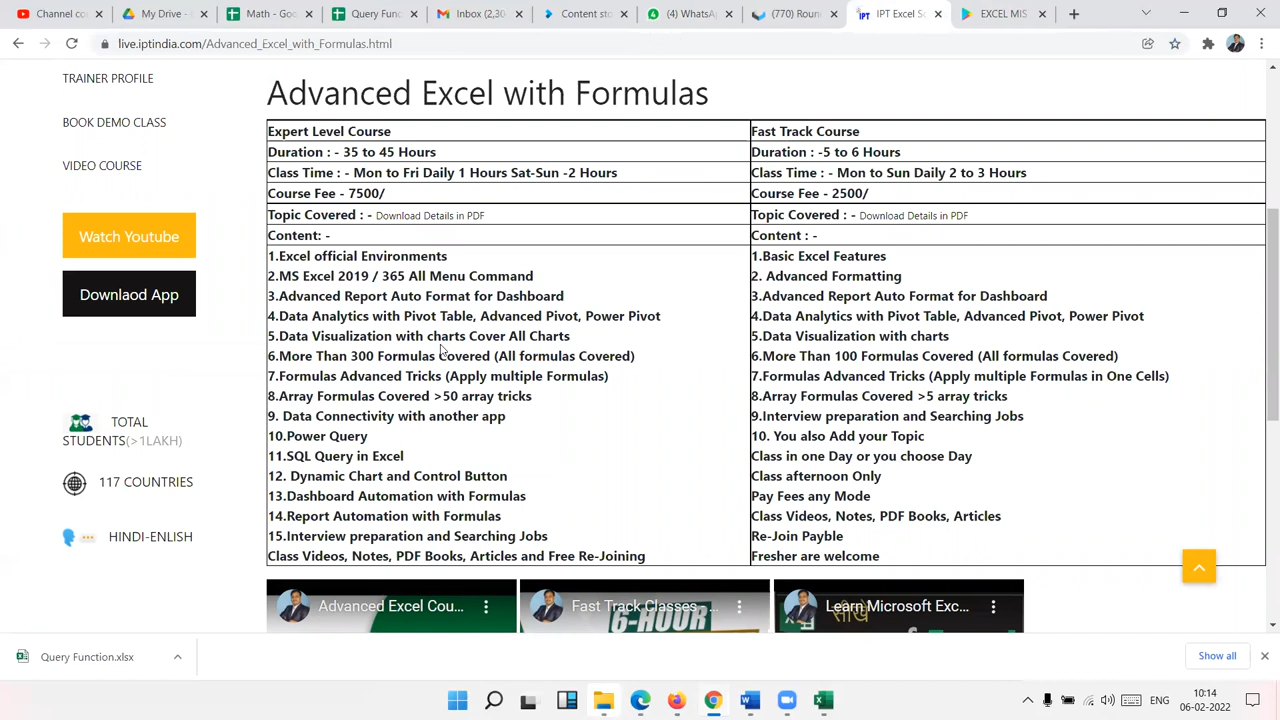 Channel conte
My Drive -
Math - Goo
Query Func
Inbox (2,30
Content sto
(4) WhatsA
(770) Roun
IPT Excel Sc
EXCEL MIS
live.iptindia.com/Advanced_Excel_with_Formulas.html
TRAINER PROFILE
BOOK DEMO CLASS
VIDEO COURSE
Watch Youtube
Downlaod App
TOTAL
STUDENTS(>1LAKH)
117 COUNTRIES
HINDI-ENLISH
Advanced Excel with Formulas
Expert Level Course
Duration : - 35 to 45 Hours
Class Time : - Mon to Fri Daily 1 Hours Sat-Sun -2 Hours
Course Fee - 7500/
Topic Covered : - Download Details in PDF
Content: -
1.Excel official Environments
2.MS Excel 2019 / 365 All Menu Command
3.Advanced Report Auto Format for Dashboard
4.Data Analytics with Pivot Table, Advanced Pivot, Power Pivot
5.Data Visualization with charts Cover All Charts
6.More Than 300 Formulas Covered (All formulas Covered)
7.Formulas Advanced Tricks (Apply multiple Formulas)
8.Array Formulas Covered >50 array tricks
9. Data Connectivity with another app
10.Power Query
11.SQL Query in Excel
12. Dynamic Chart and Control Button
13.Dashboard Automation with Formulas
14.Report Automation with Formulas
15.Interview preparation and Searching Jobs
Class Videos, Notes, PDF Books, Articles and Free Re-Joining
Fast Track Course
Duration : -5 to 6 Hours
Class Time : - Mon to Sun Daily 2 to 3 Hours
Course Fee - 2500/
Topic Covered : - Download Details in PDF
Content : -
1.Basic Excel Features
2. Advanced Formatting
3.Advanced Report Auto Format for Dashboard
4.Data Analytics with Pivot Table, Advanced Pivot, Power Pivot
5.Data Visualization with charts
6.More Than 100 Formulas Covered (All formulas Covered)
7.Formulas Advanced Tricks (Apply multiple Formulas in One Cells)
8.Array Formulas Covered >5 array tricks
9.Interview preparation and Searching Jobs
10. You also Add your Topic
Class in one Day or you choose Day
Class afternoon Only
Pay Fees any Mode
Class Videos, Notes, PDF Books, Articles
Re-Join Payble
Fresher are welcome
Advanced Excel Cou...
Fast Track Classes - ...
6-HOUR
Learn Microsoft Exc...
सीखे
Query Function.xlsx
Show all
ENG
10:14
06-02-2022